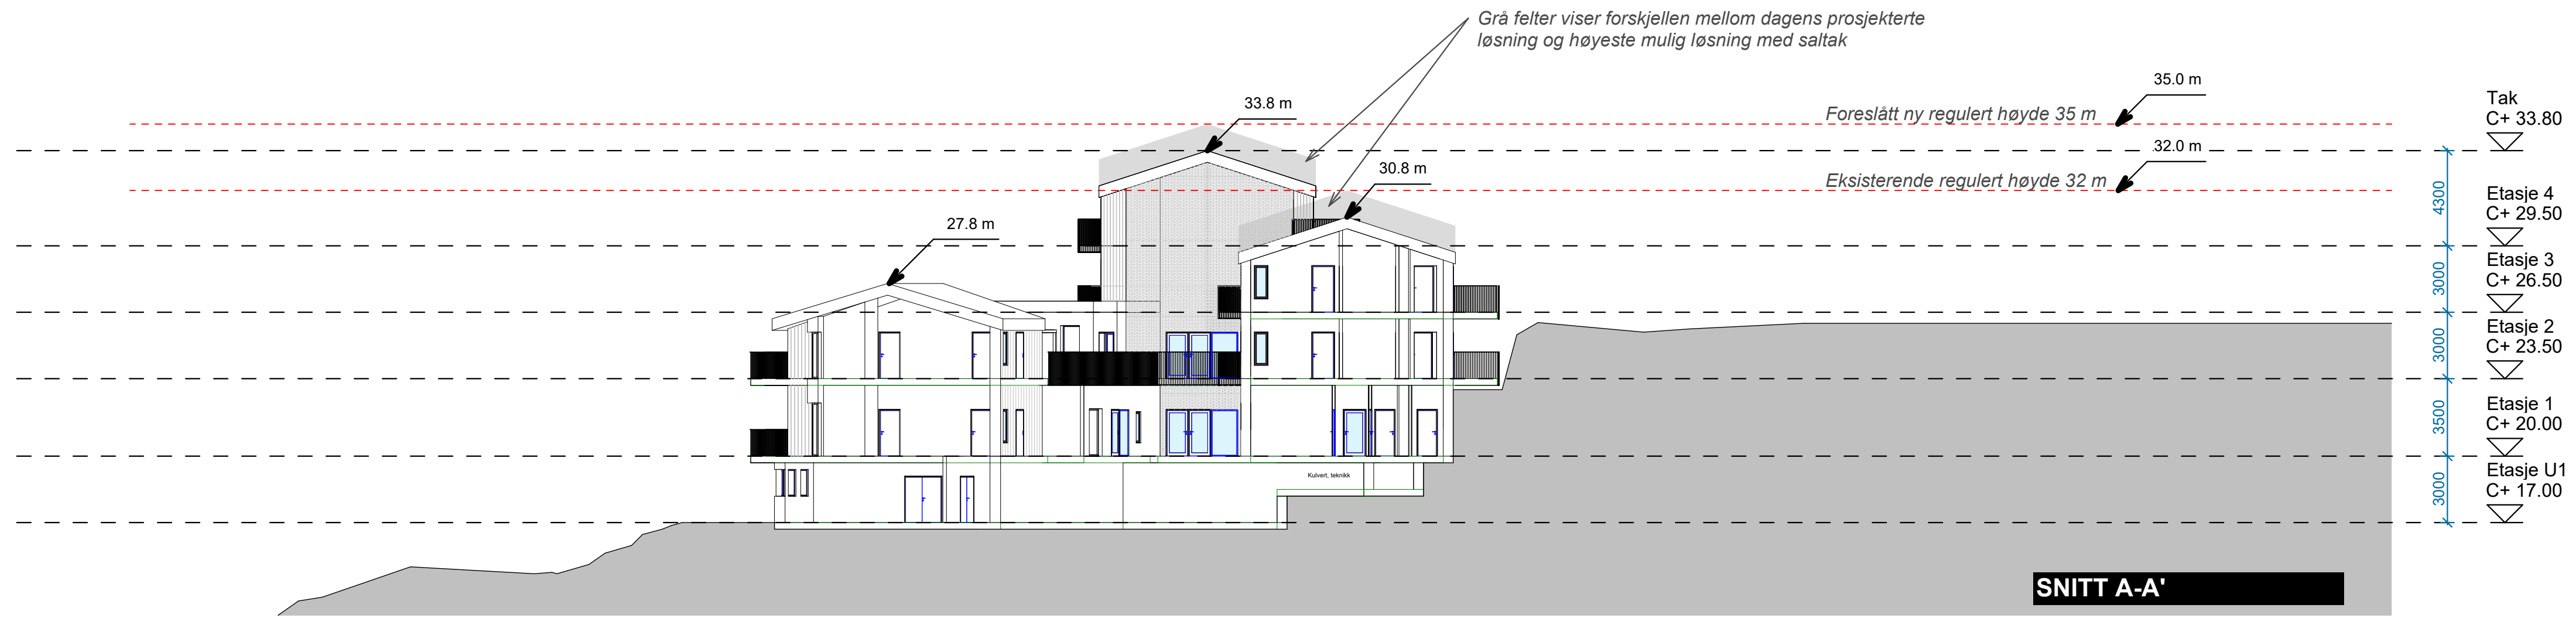 Grå felter viser forskjellen mellom dagens prosjekterte
løsning og høyeste mulig løsning med saltak
35.0 m
Foreslått ny regulert høyde 35 m
33.8 m
32.0 m
Eksisterende regulert høyde 32 m
30.8 m
27.8 m
Tak
C+ 33.80
4300
Etasje 4
C+ 29.50
3000
Etasje 3
C+ 26.50
3000
Etasje 2
C+ 23.50
3500
Etasje 1
C+ 20.00
3000
Etasje U1
C+ 17.00
Kulvert, teknikk
SNITT A-A'